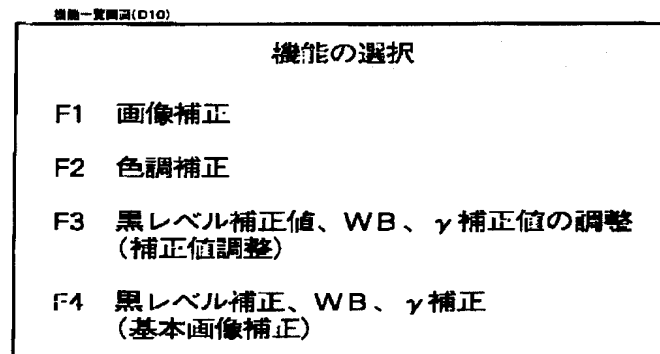 機能一覧画面(D10)
機能の選択
F1 画像補正
F2 色調補正
F3 黒レベル補正値、WB、γ補正値の調整
(補正値調整)
F4 黒レベル補正、WB、γ補正
(基本画像補正)